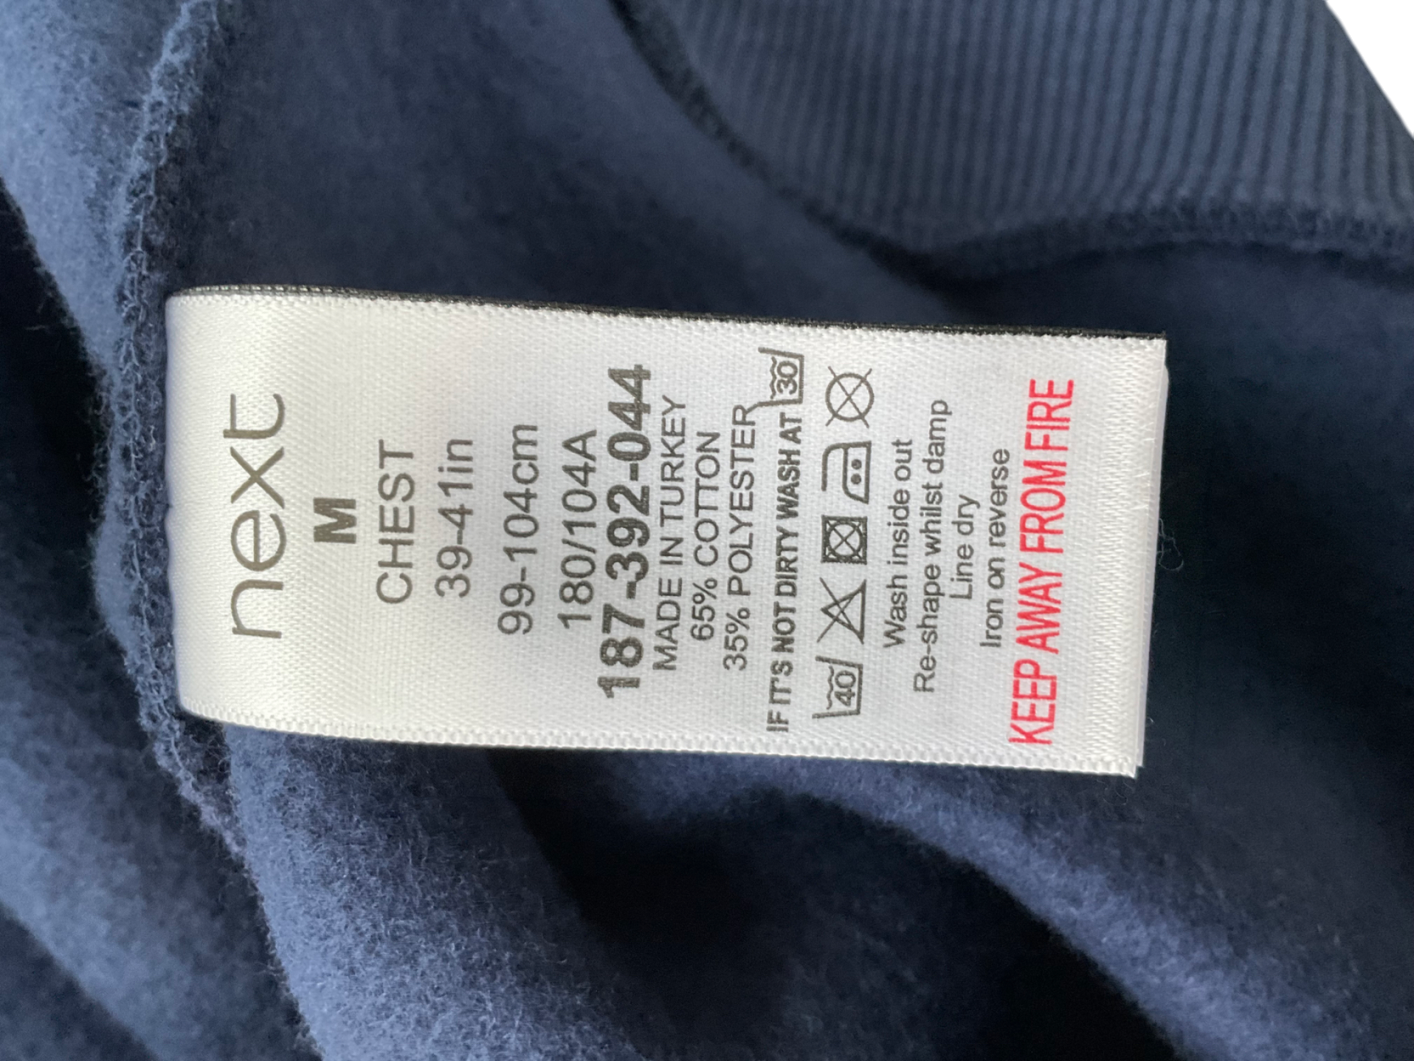 next
M
CHEST
39-41in
99-104cm
180/104A
187-392-044
MADE IN TURKEY
65% COTTON
35% POLYESTER
IF IT'S NOT DIRTY WASH AT 30
40
Wash inside out
Re-shape whilst damp
Line dry
Iron on reverse
KEEP AWAY FROM FIRE